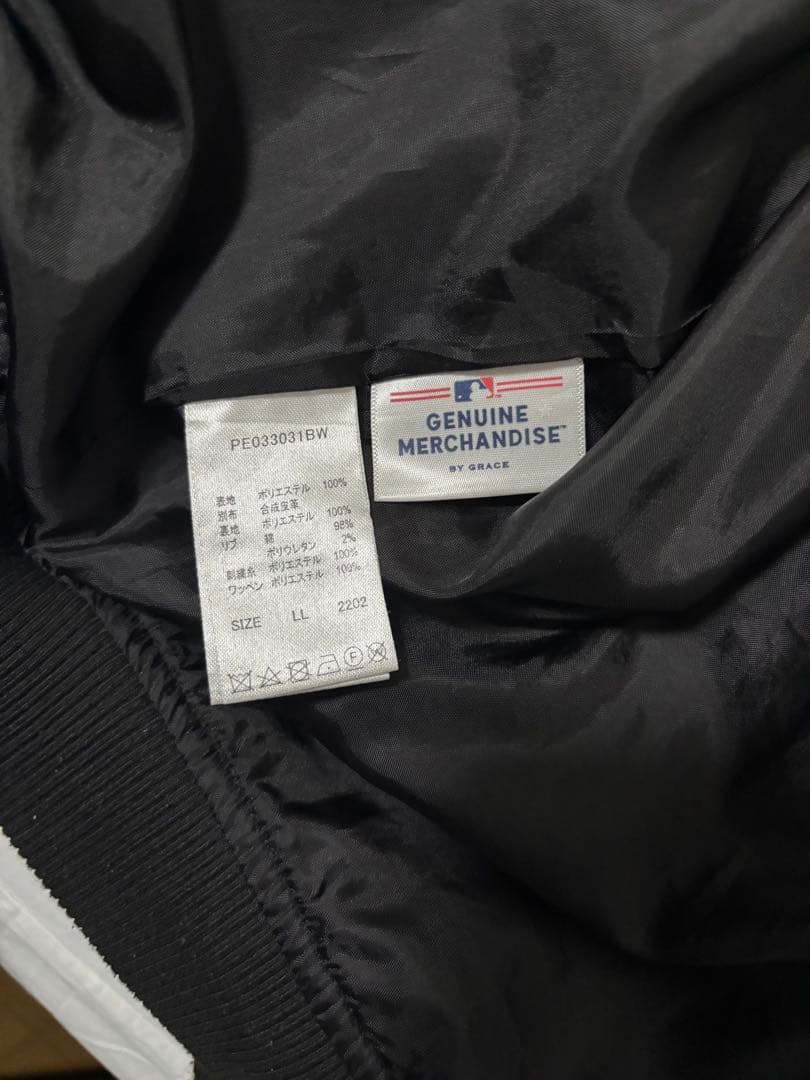 PE033031BW
表地 ポリエステル 100%
別布 合成皮革
裏地 ポリエステル 100%
リブ 綿 98%
ポリウレタン 2%
刺繍糸 ポリエステル 100%
ワッペン ポリエステル 100%
SIZE LL 2202
GENUINE
MERCHANDISE™
BY GRACE